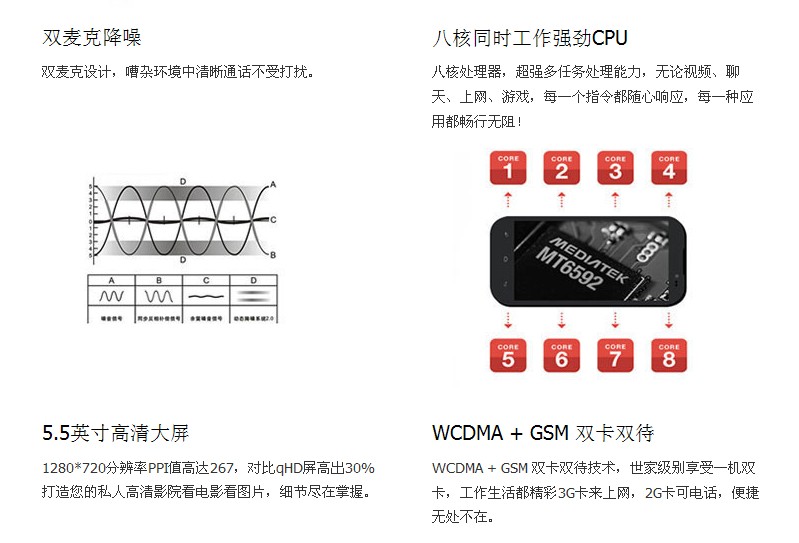 双麦克降噪
双麦克设计，嘈杂环境中清晰通话不受打扰。
D
A
C
B
D
5
4
3
2
1
0
1
2
3
4
5
A B C D
噪音信号 同步反相补偿信号 余留噪音信号 动态降噪系统2.0
八核同时工作强劲CPU
八核处理器，超强多任务处理能力，无论视频、聊
天、上网、游戏，每一个指令都随心响应，每一种应
用都畅行无阻！
CORE 1 CORE 2 CORE 3 CORE 4
MEDIATEK
MT6592
CORE 5 CORE 6 CORE 7 CORE 8
5.5英寸高清大屏
1280*720分辨率PPI值高达267，对比qHD屏高出30%
打造您的私人高清影院看电影看图片，细节尽在掌握。
WCDMA + GSM 双卡双待
WCDMA + GSM 双卡双待技术，世家级别享受一机双
卡，工作生活都精彩3G卡来上网，2G卡可电话，便捷
无处不在。